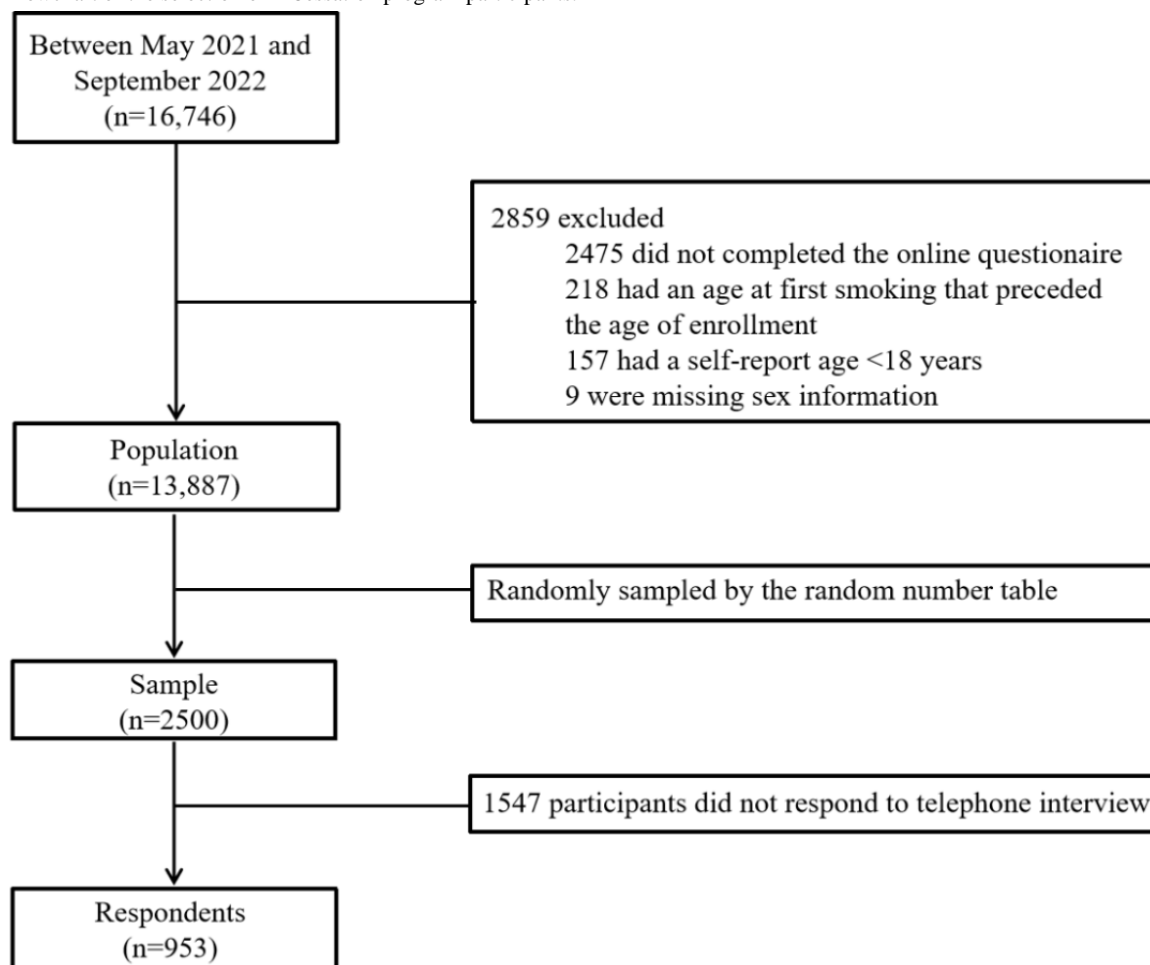 Between May 2021 and
September 2022
(n=16,746)
2859 excluded
2475 did not completed the online questionaire
218 had an age at first smoking that preceded
the age of enrollment
157 had a self-report age <18 years
9 were missing sex information
Population
(n=13,887)
Randomly sampled by the random number table
Sample
(n=2500)
1547 participants did not respond to telephone interview
Respondents
(n=953)